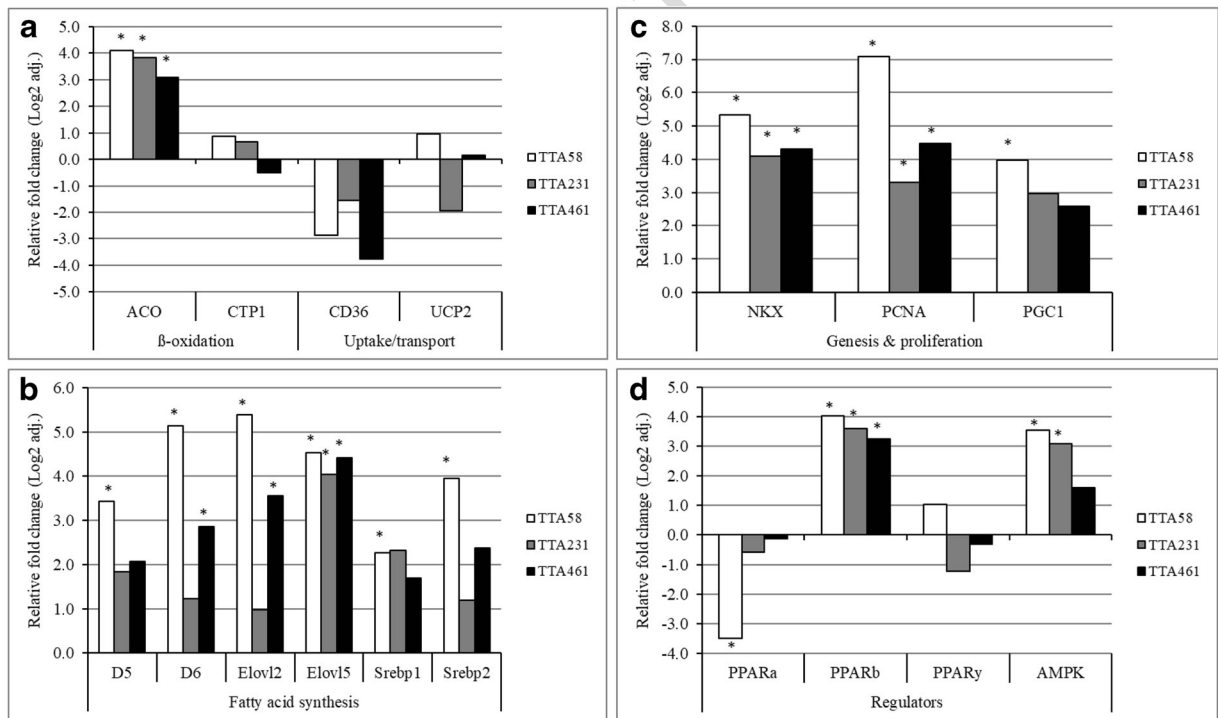 a
Relative fold change (Log2 adj.)
5.0
4.0
3.0
2.0
1.0
0.0
-1.0
-2.0
-3.0
-4.0
-5.0
* * *
ACO CTP1 CD36 UCP2
ß-oxidation Uptake/transport
TTA58
TTA231
TTA461
c
Relative fold change (Log2 adj.)
8.0
7.0
6.0
5.0
4.0
3.0
2.0
1.0
0.0
* * * * * * *
NKX PCNA PGC1
Genesis & proliferation
TTA58
TTA231
TTA461
b
Relative fold change (Log2 adj.)
6.0
5.0
4.0
3.0
2.0
1.0
0.0
* * * * * * * * * *
D5 D6 Elovl2 Elovl5 Srebp1 Srebp2
Fatty acid synthesis
TTA58
TTA231
TTA461
d
Relative fold change (Log2 adj.)
5.0
4.0
3.0
2.0
1.0
0.0
-1.0
-2.0
-3.0
-4.0
* * * * * *
PPARa PPARb PPARy AMPK
Regulators
TTA58
TTA231
TTA461